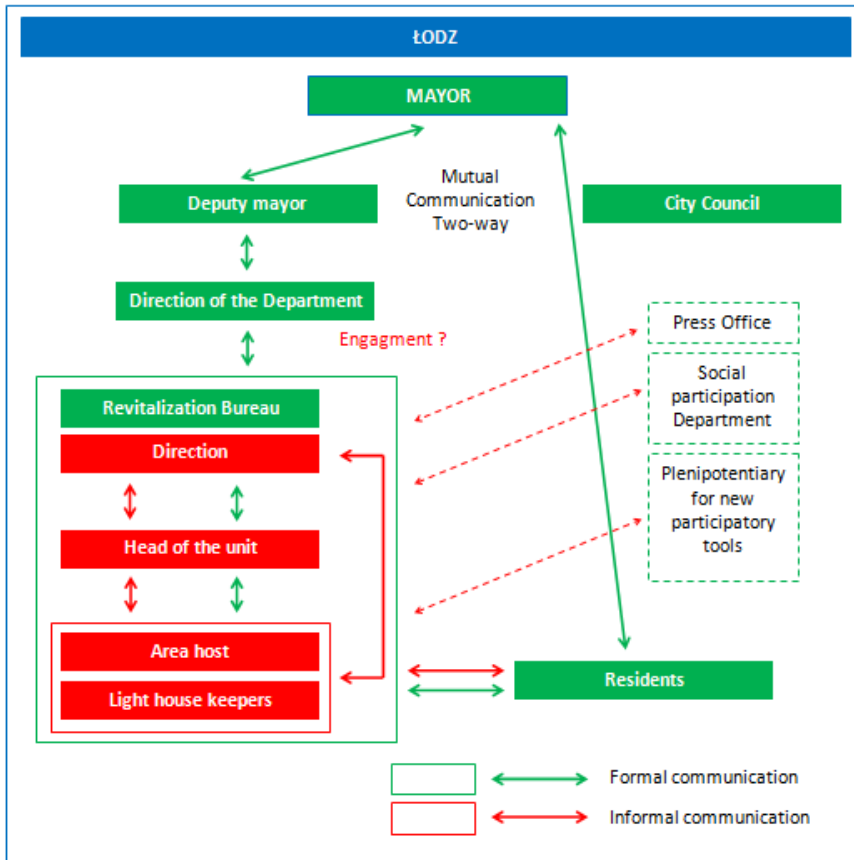 ŁODZ
MAYOR
Mutual
Communication
Two-way
Deputy mayor
City Council
Direction of the Department
Engagment ?
Press Office
Social
participation
Department
Revitalization Bureau
Direction
Plenipotentiary
for new
participatory
tools
Head of the unit
Area host
Light house keepers
Residents
Formal communication
Informal communication